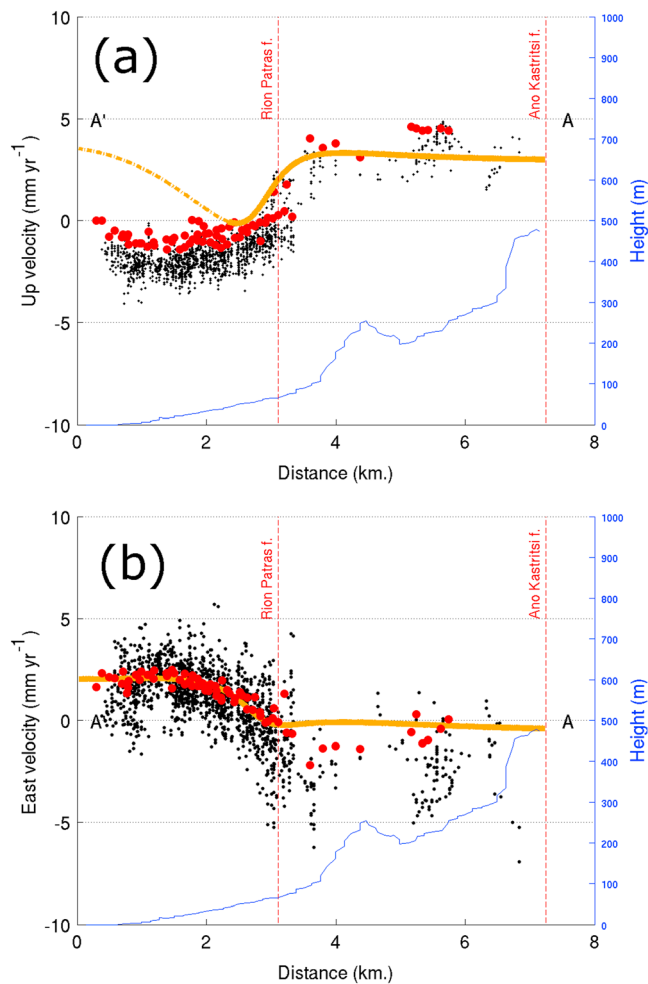 (a)
Rion Patras f.
Ano Kastritsi f.
A'
A
10
5
0
-5
-10
Up velocity (mm yr-1)
1000
900
800
700
600
500
400
300
200
100
0
Height (m)
0 2 4 6 8
Distance (km.)
(b)
Rion Patras f.
Ano Kastritsi f.
A'
A
10
5
0
-5
-10
East velocity (mm yr-1)
1000
900
800
700
600
500
400
300
200
100
0
Height (m)
0 2 4 6 8
Distance (km.)